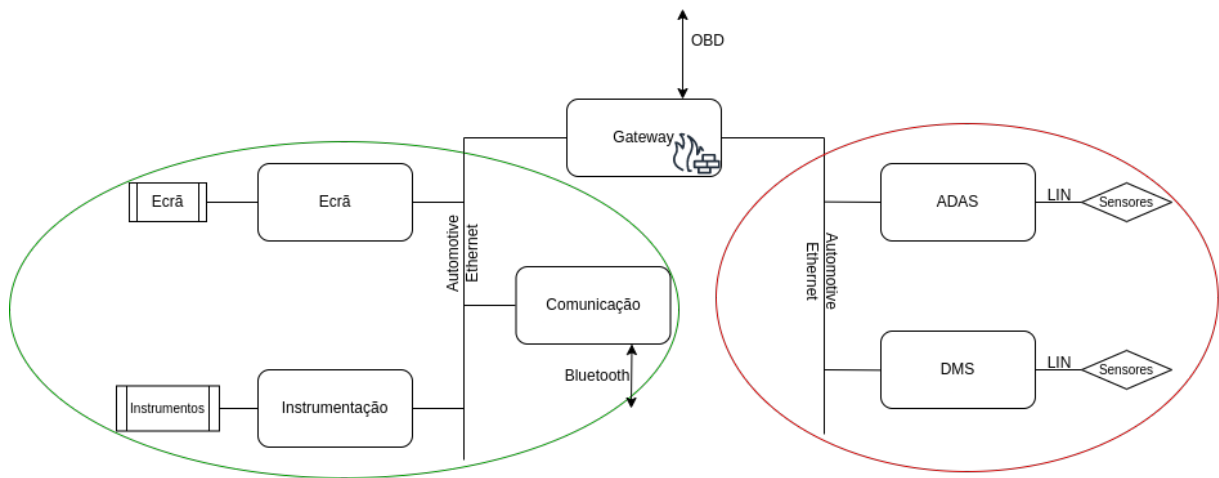 OBD
Gateway
Ecrã
Ecrã
ADAS
LIN
Sensores
Automotive
Ethernet
Automotive
Ethernet
Comunicação
Bluetooth
DMS
LIN
Sensores
Instrumentos
Instrumentação